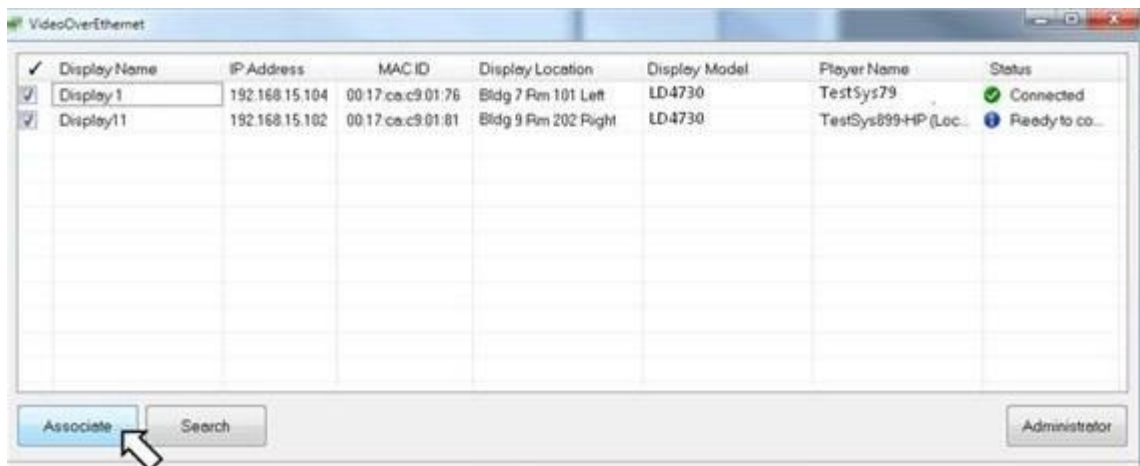 VideoOverEthernet
✓ Display Name IP Address MAC ID Display Location Display Model Player Name Status
Display 1 192.168.15.104 00:17:ca:c9:01:76 Bldg 7 Rm 101 Left LD4730 TestSys79 Connected
Display11 192.168.15.102 00:17:ca:c9:01:81 Bldg 9 Rm 202 Right LD4730 TestSys899-HP (Loc... Ready to co...
Associate Search Administrator